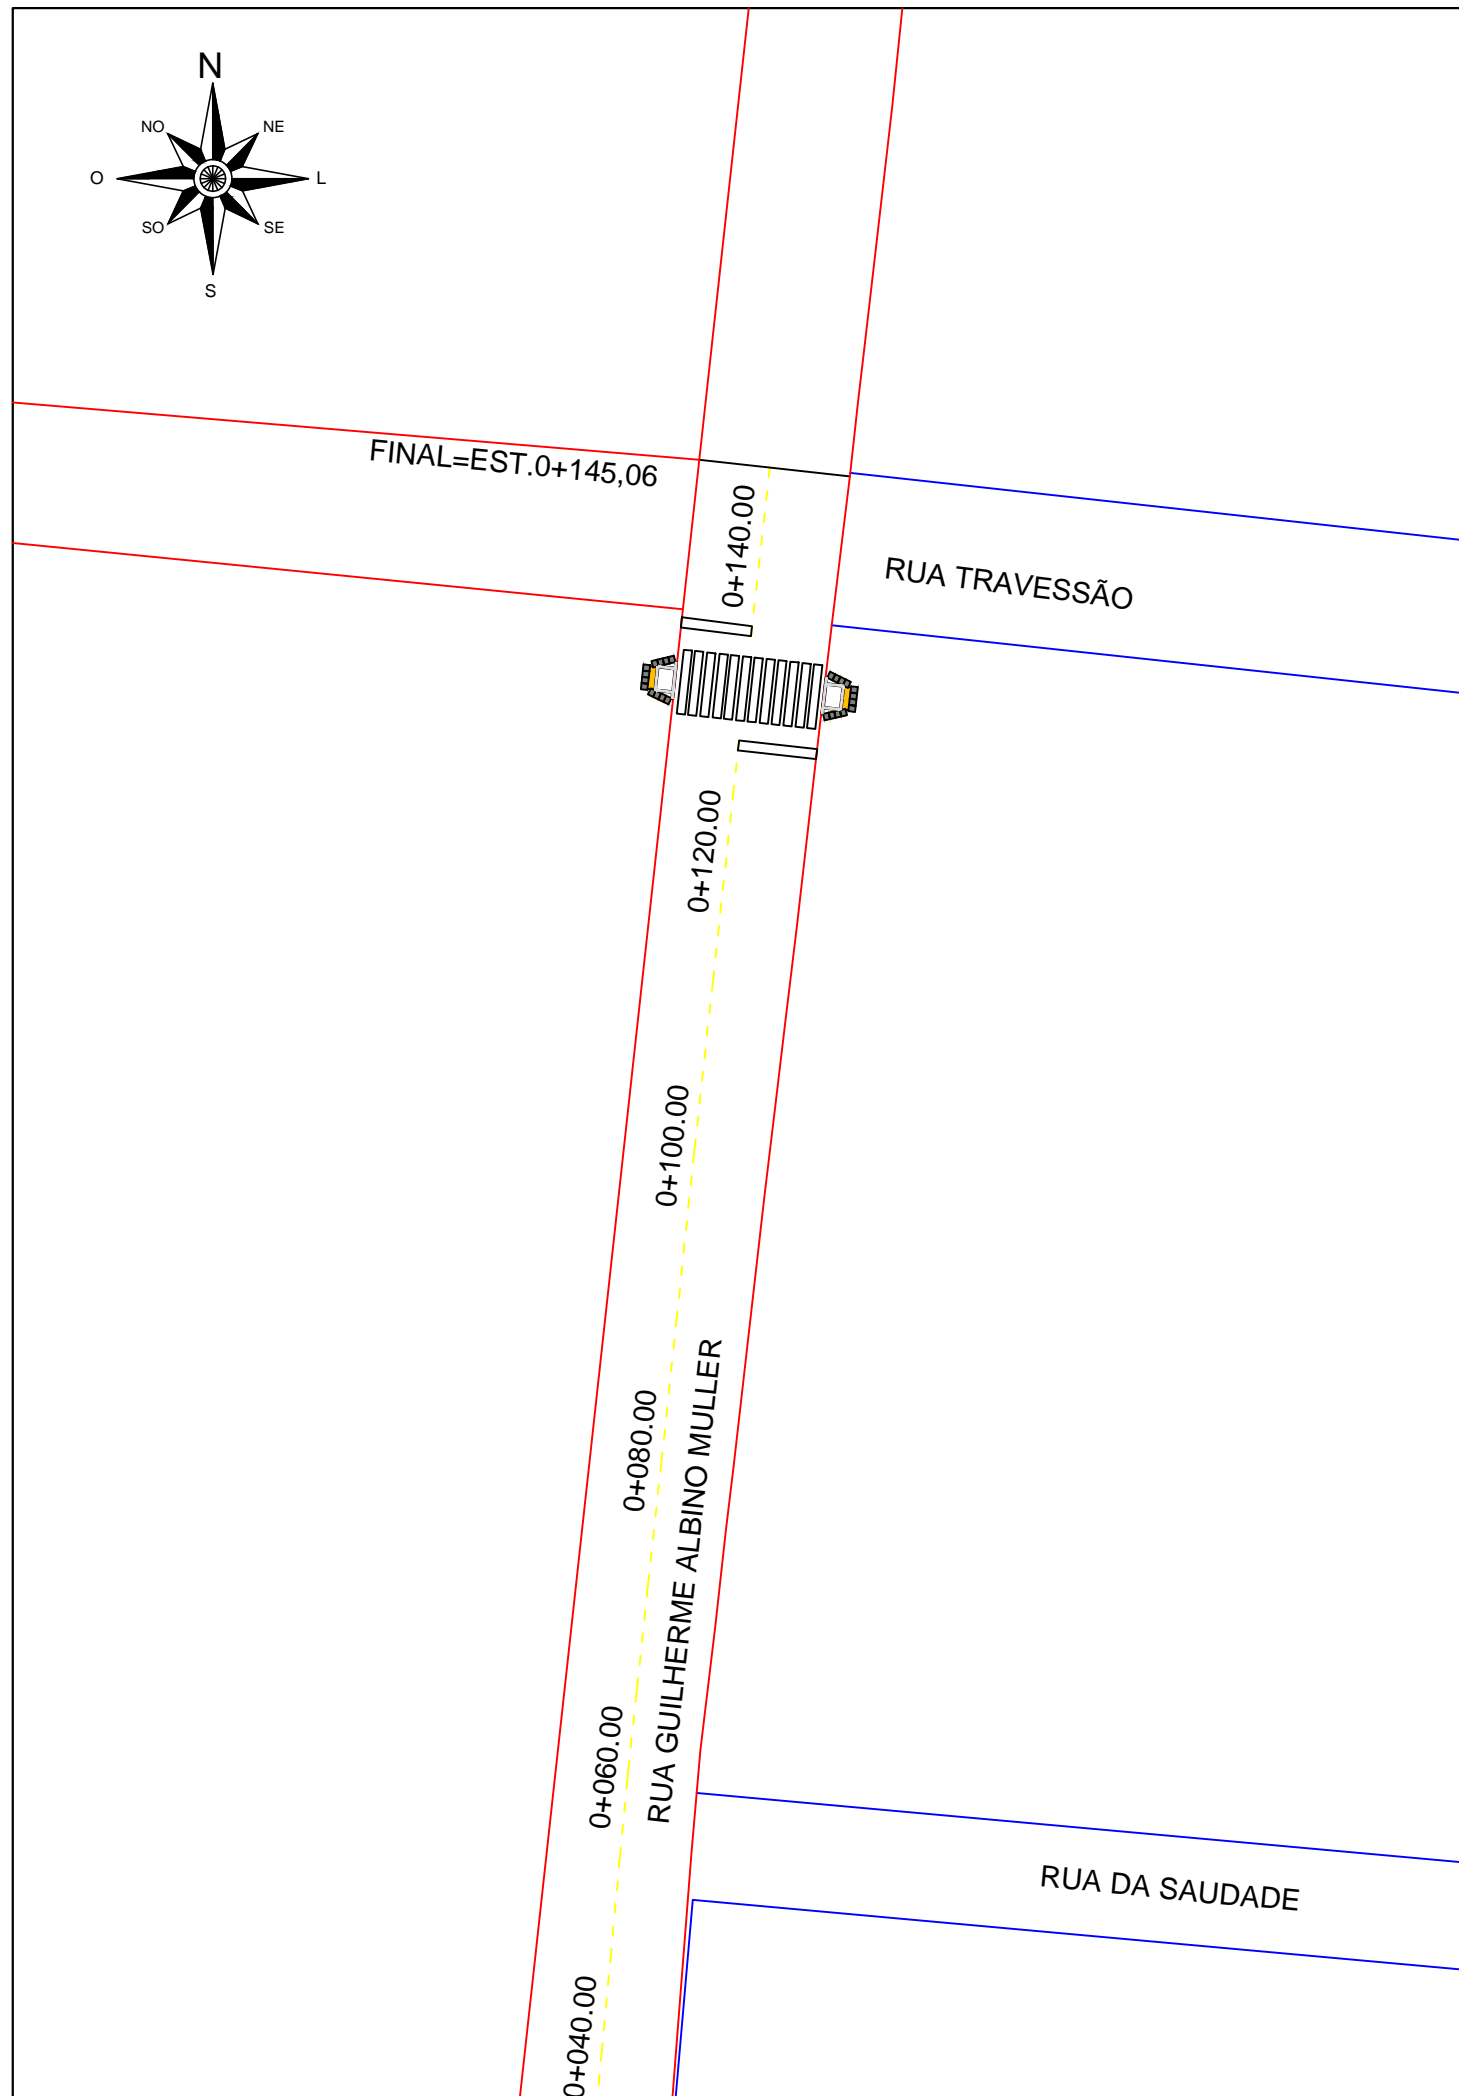 N
NO
NE
O
L
SO
SE
S
FINAL=EST.0+145,06
0+140.00
RUA TRAVESSÃO
0+120.00
0+100.00
0+080.00
RUA GUILHERME ALBINO MULLER
0+060.00
RUA DA SAUDADE
0+040.00